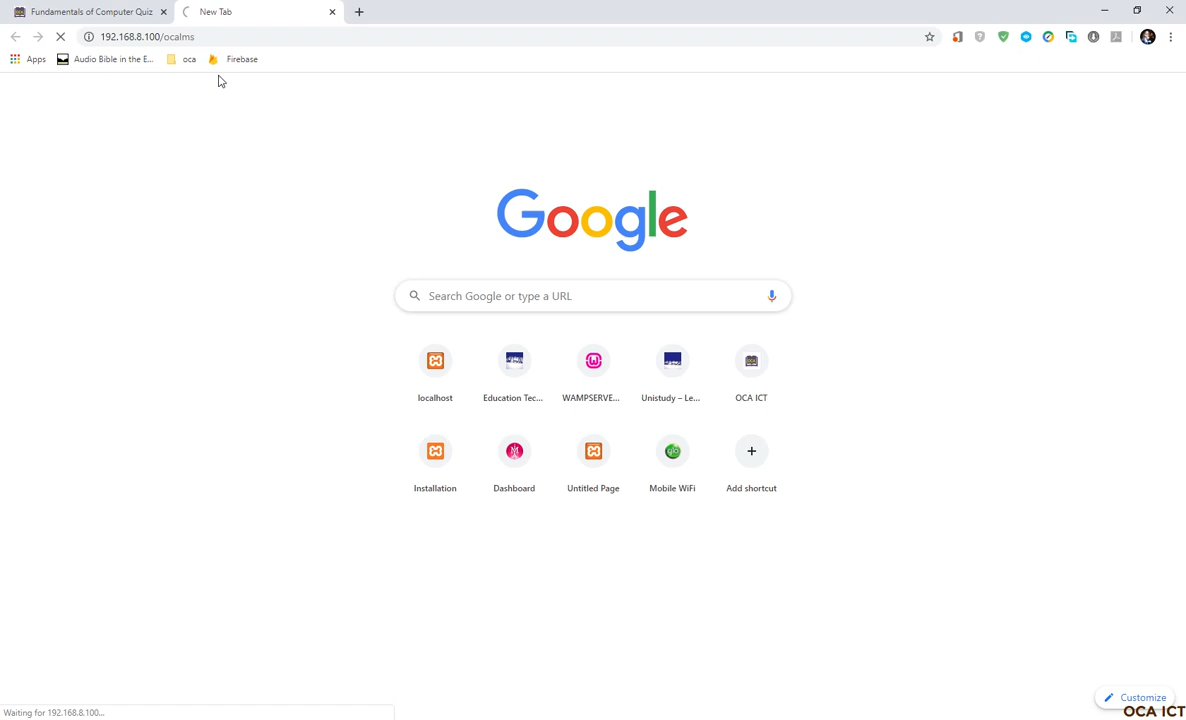 Fundamentals of Computer Quiz
New Tab
192.168.8.100/ocalms
Apps
Audio Bible in the E...
oca
Firebase
Google
Search Google or type a URL
localhost
Education Tec...
WAMPSERVE...
Unistudy – Le...
OCA ICT
Installation
Dashboard
Untitled Page
Mobile WiFi
Add shortcut
Customize
Waiting for 192.168.8.100...
OCA ICT